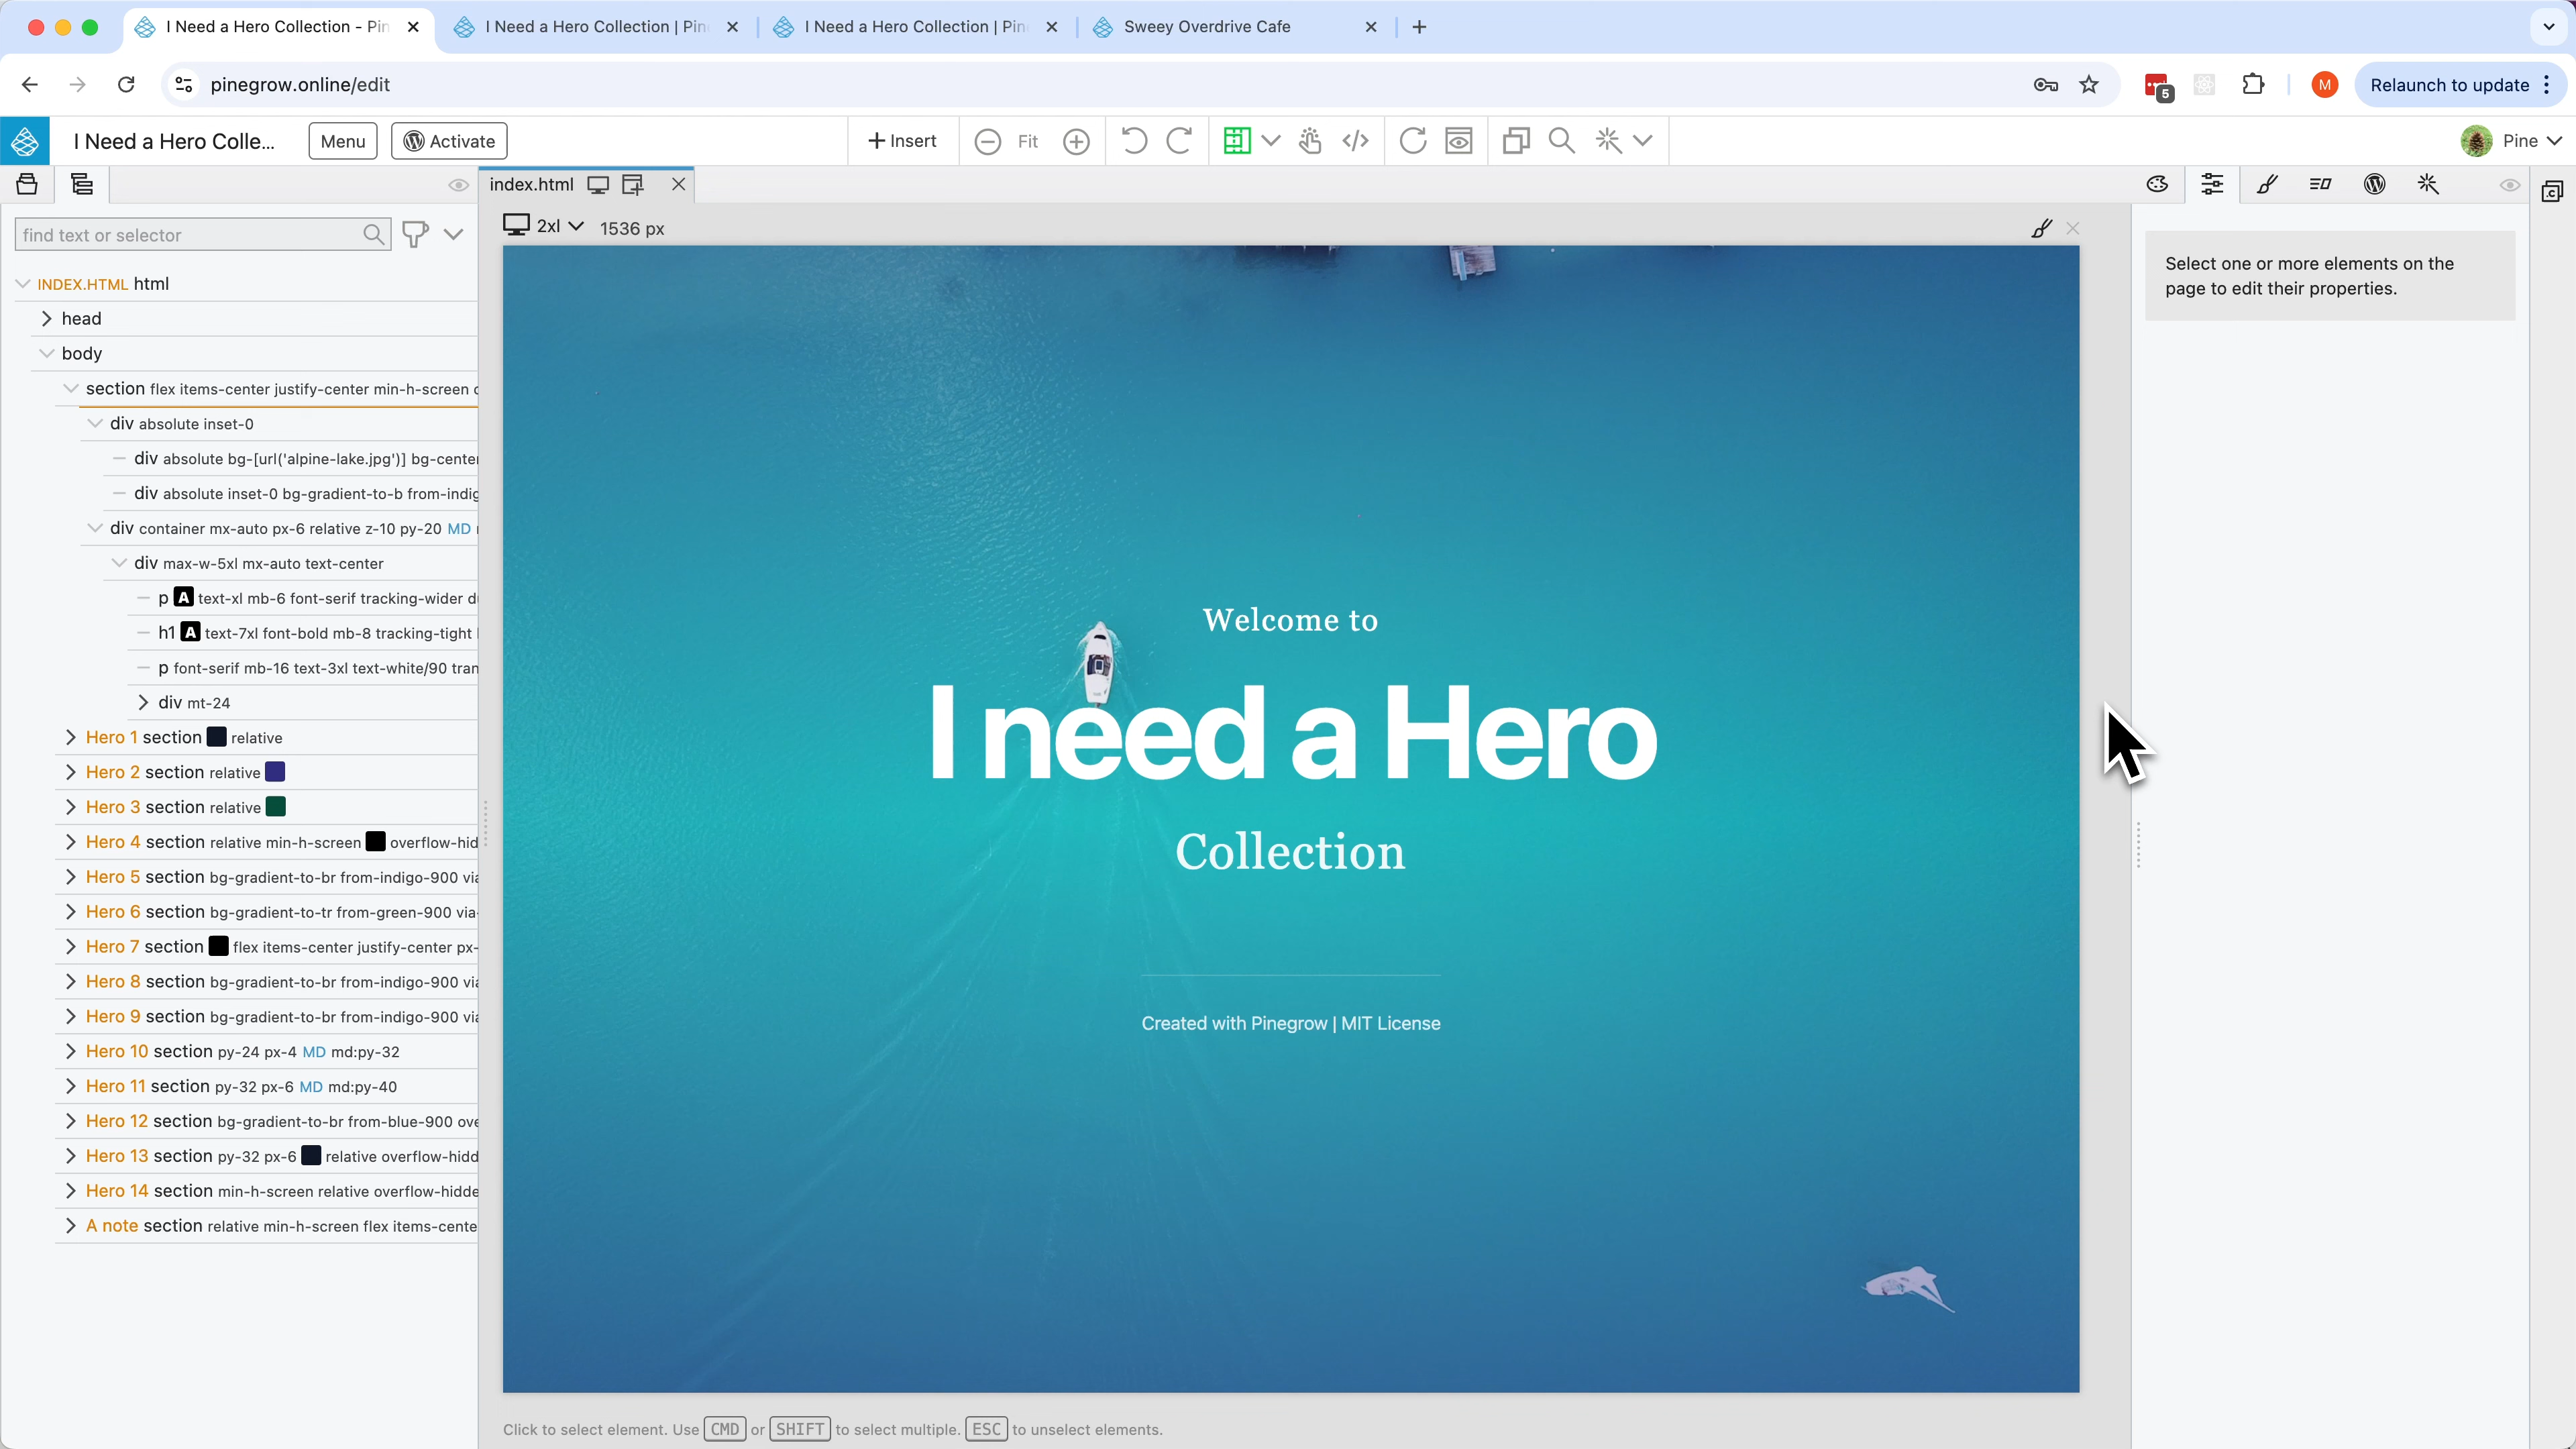 I Need a Hero Collection - Pin
I Need a Hero Collection | Pin
I Need a Hero Collection | Pin
Sweey Overdrive Cafe
pinegrow.online/edit
5
M
Relaunch to update
I Need a Hero Colle...
Menu
Activate
Insert
Fit
Pine
index.html
find text or selector
2xl
1536 px
INDEX.HTML html
head
body
section flex items-center justify-center min-h-screen
div absolute inset-0
div absolute bg-[url('alpine-lake.jpg')] bg-center
div absolute inset-0 bg-gradient-to-b from-indig
div container mx-auto px-6 relative z-10 py-20 MD
div max-w-5xl mx-auto text-center
p A text-xl mb-6 font-serif tracking-wider
h1 A text-7xl font-bold mb-8 tracking-tight
p font-serif mb-16 text-3xl text-white/90 tran
div mt-24
Hero 1 section relative
Hero 2 section relative
Hero 3 section relative
Hero 4 section relative min-h-screen overflow-hid
Hero 5 section bg-gradient-to-br from-indigo-900 via
Hero 6 section bg-gradient-to-tr from-green-900 via-
Hero 7 section flex items-center justify-center px-
Hero 8 section bg-gradient-to-br from-indigo-900 via
Hero 9 section bg-gradient-to-br from-indigo-900 via
Hero 10 section py-24 px-4 MD md:py-32
Hero 11 section py-32 px-6 MD md:py-40
Hero 12 section bg-gradient-to-br from-blue-900 ove
Hero 13 section py-32 px-6 relative overflow-hidd
Hero 14 section min-h-screen relative overflow-hidde
A note section relative min-h-screen flex items-cente
Welcome to
I need a Hero
Collection
Created with Pinegrow | MIT License
Select one or more elements on the
page to edit their properties.
Click to select element. Use CMD or SHIFT to select multiple. ESC to unselect elements.